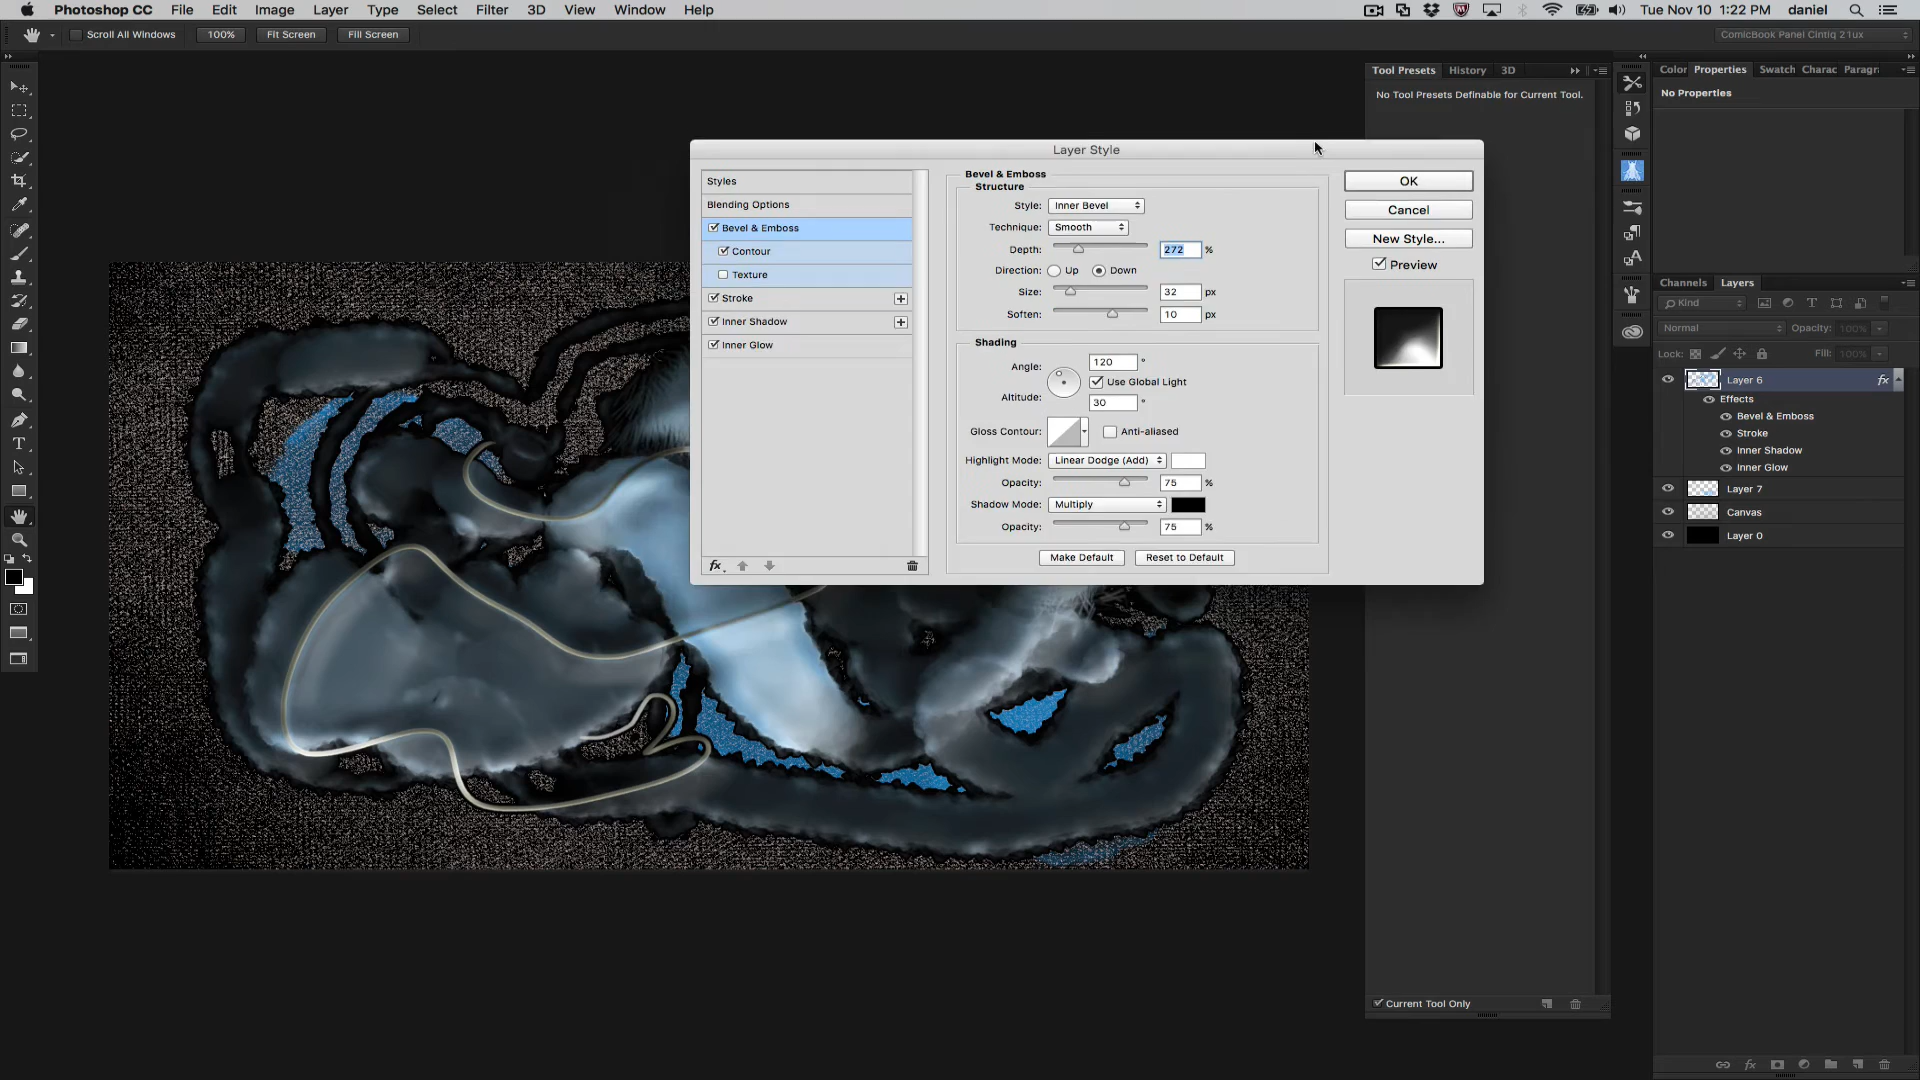 Photoshop CC File Edit Image Layer Type Select Filter 3D View Window Help Tue Nov 10 1:22 PM daniel
Scroll All Windows 100% Fit Screen Fill Screen ComicBook Panel Cintiq 21ux
Tool Presets History 3D
No Tool Presets Definable for Current Tool.
Current Tool Only
Color Properties Swatch Charac Paragr
No Properties
Layer Style
Styles
Blending Options
Bevel & Emboss
Contour
Texture
Stroke
Inner Shadow
Inner Glow
fx
Bevel & Emboss
Structure
Style: Inner Bevel
Technique: Smooth
Depth: 272 %
Direction: Up Down
Size: 32 px
Soften: 10 px
Shading
Angle: 120 °
Use Global Light
Altitude: 30 °
Gloss Contour: Anti-aliased
Highlight Mode: Linear Dodge (Add)
Opacity: 75 %
Shadow Mode: Multiply
Opacity: 75 %
Make Default Reset to Default
OK
Cancel
New Style...
Preview
Channels Layers
Kind
Normal Opacity: 100%
Lock: Fill: 100%
Layer 6 fx
Effects
Bevel & Emboss
Stroke
Inner Shadow
Inner Glow
Layer 7
Canvas
Layer 0
fx